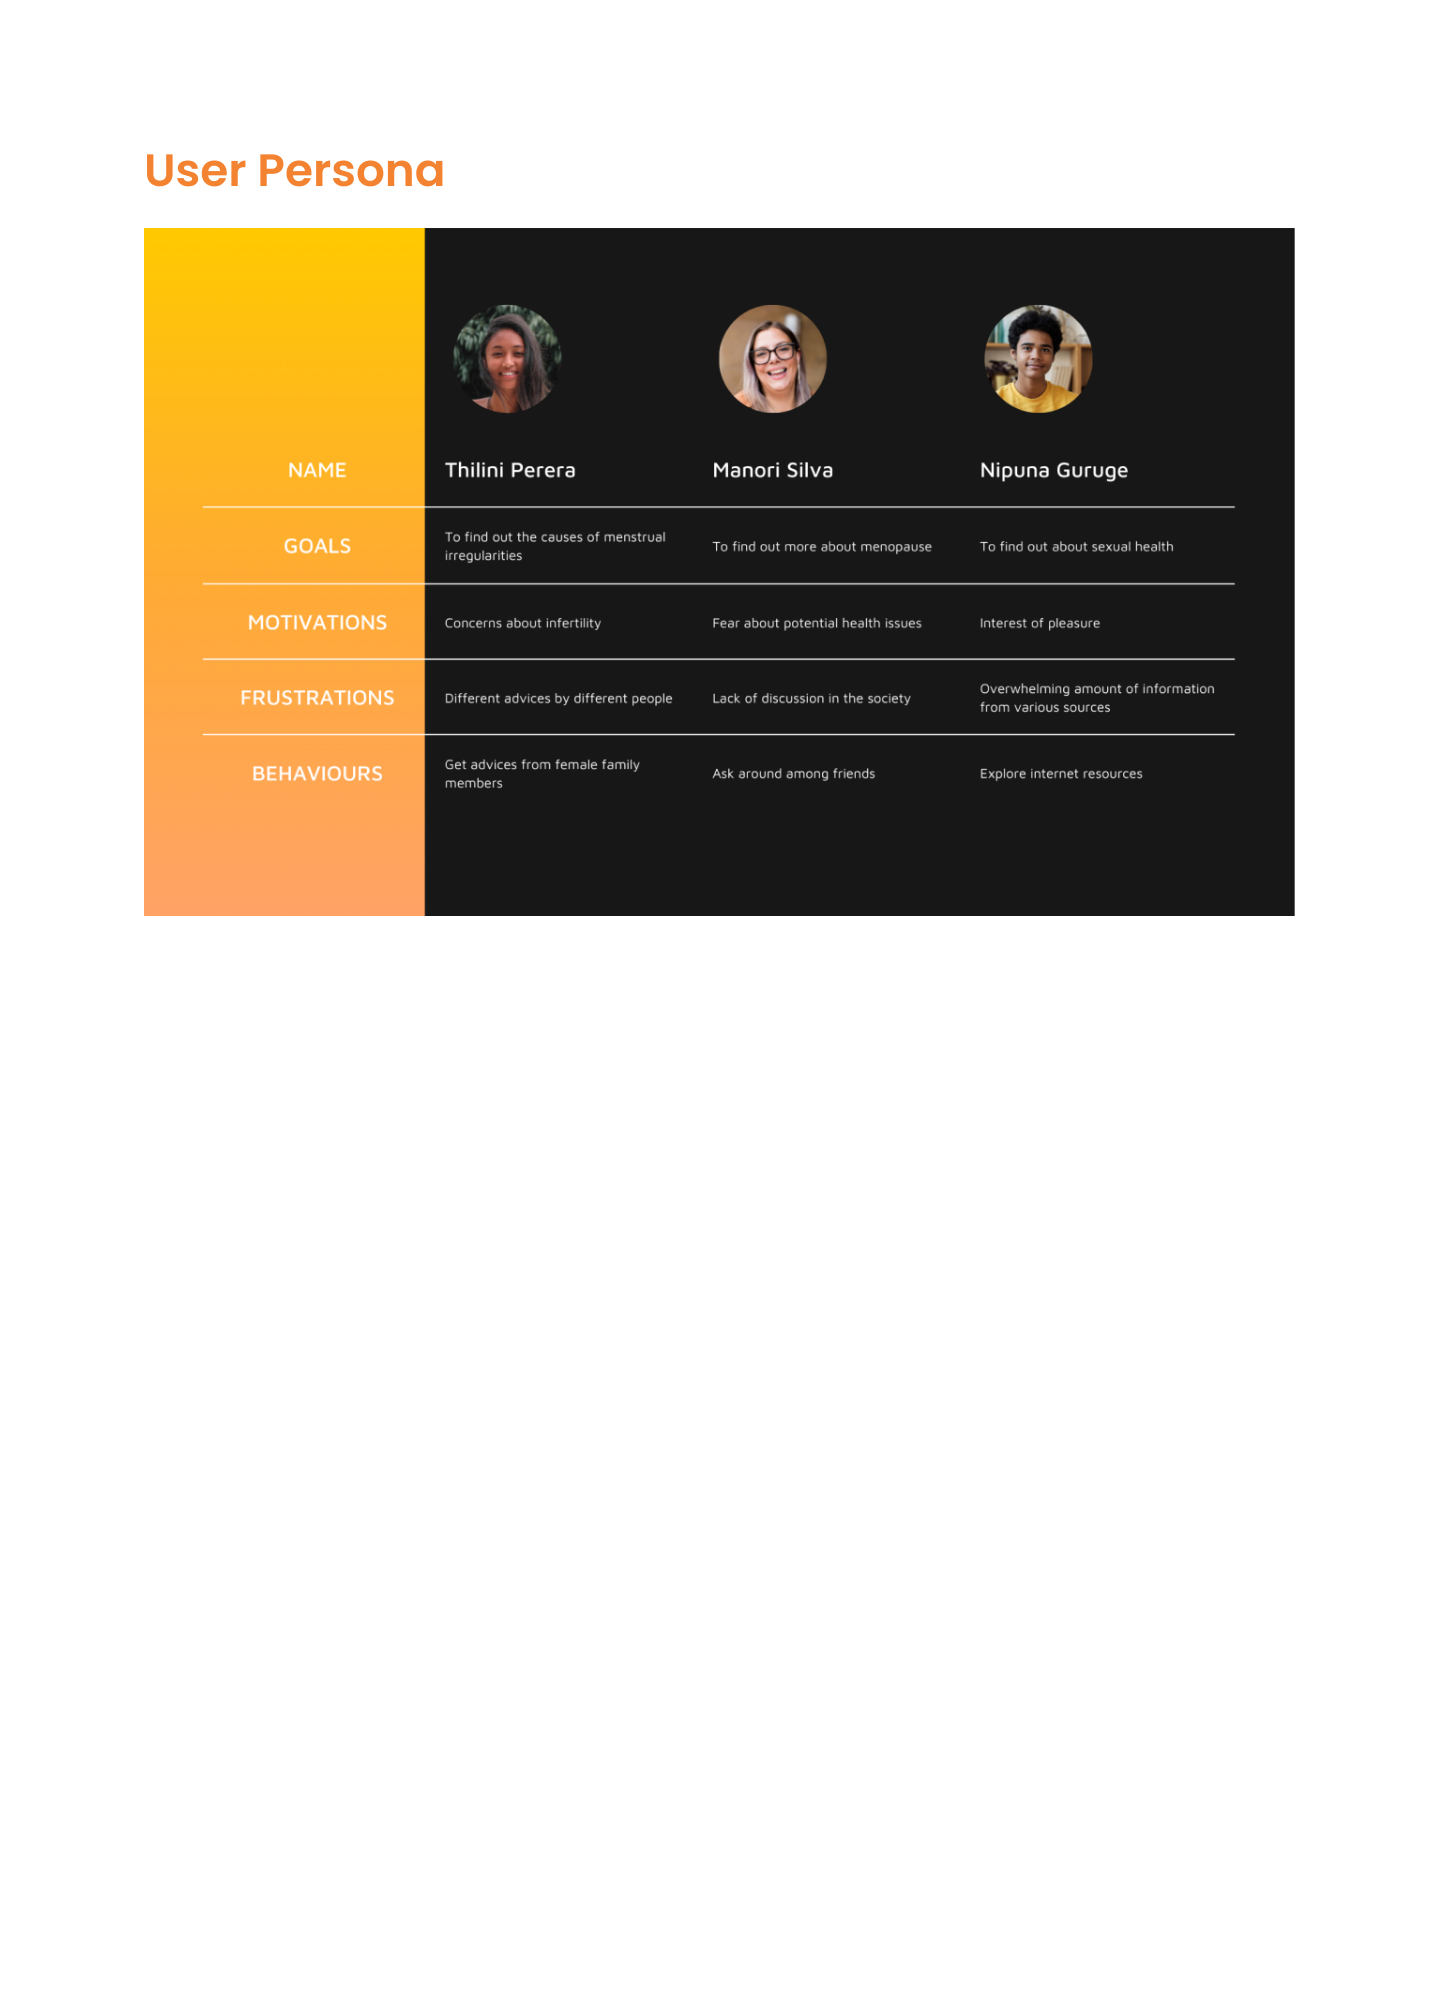 User Persona
NAME Thilini Perera Manori Silva Nipuna Guruge
GOALS To find out the causes of menstrual irregularities To find out more about menopause To find out about sexual health
MOTIVATIONS Concerns about infertility Fear about potential health issues Interest of pleasure
FRUSTRATIONS Different advices by different people Lack of discussion in the society Overwhelming amount of information from various sources
BEHAVIOURS Get advices from female family members Ask around among friends Explore internet resources